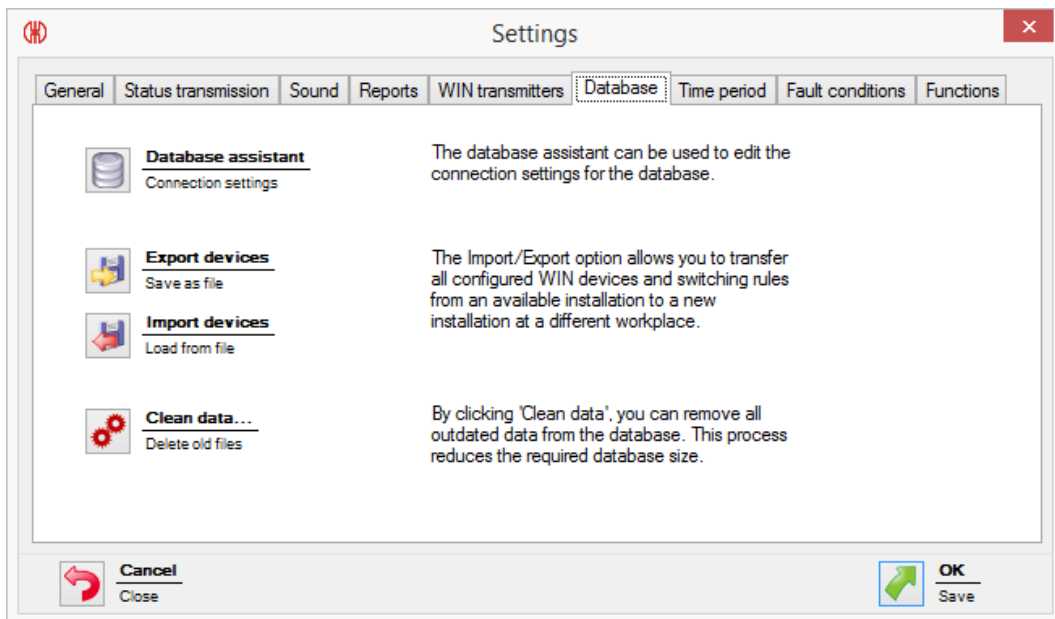 Settings
General Status transmission Sound Reports WIN transmitters Database Time period Fault conditions Functions
Database assistant
Connection settings
The database assistant can be used to edit the
connection settings for the database.
Export devices
Save as file
The Import/Export option allows you to transfer
all configured WIN devices and switching rules
from an available installation to a new
installation at a different workplace.
Import devices
Load from file
Clean data...
Delete old files
By clicking 'Clean data', you can remove all
outdated data from the database. This process
reduces the required database size.
Cancel
Close
OK
Save